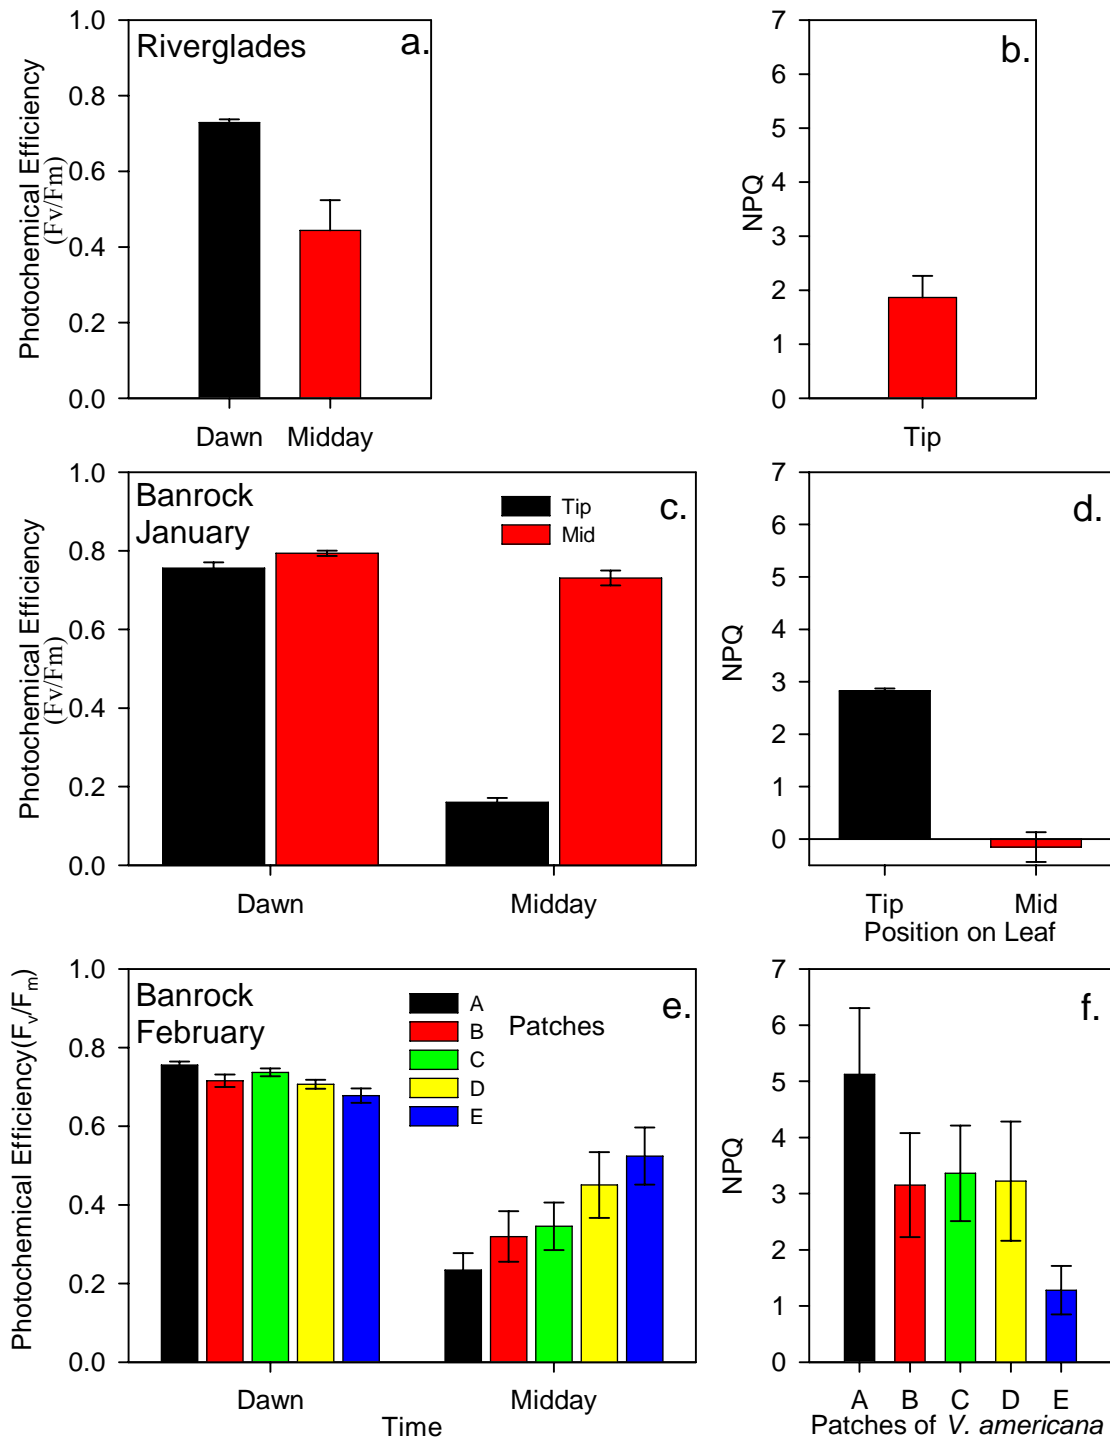 Riverglades
a.
Photochemical Efficiency
(Fv/Fm)
1.0
0.8
0.6
0.4
0.2
0.0
Dawn Midday
b.
NPQ
7
6
5
4
3
2
1
0
Tip
Banrock
January
c.
Tip
Mid
Photochemical Efficiency
(Fv/Fm)
1.0
0.8
0.6
0.4
0.2
0.0
Dawn Midday
d.
NPQ
7
6
5
4
3
2
1
0
Tip Mid
Position on Leaf
Banrock
February
e.
Patches
A
B
C
D
E
Photochemical Efficiency(Fv/Fm)
1.0
0.8
0.6
0.4
0.2
0.0
Dawn Midday
Time
f.
NPQ
7
6
5
4
3
2
1
0
A B C D E
Patches of V. americana